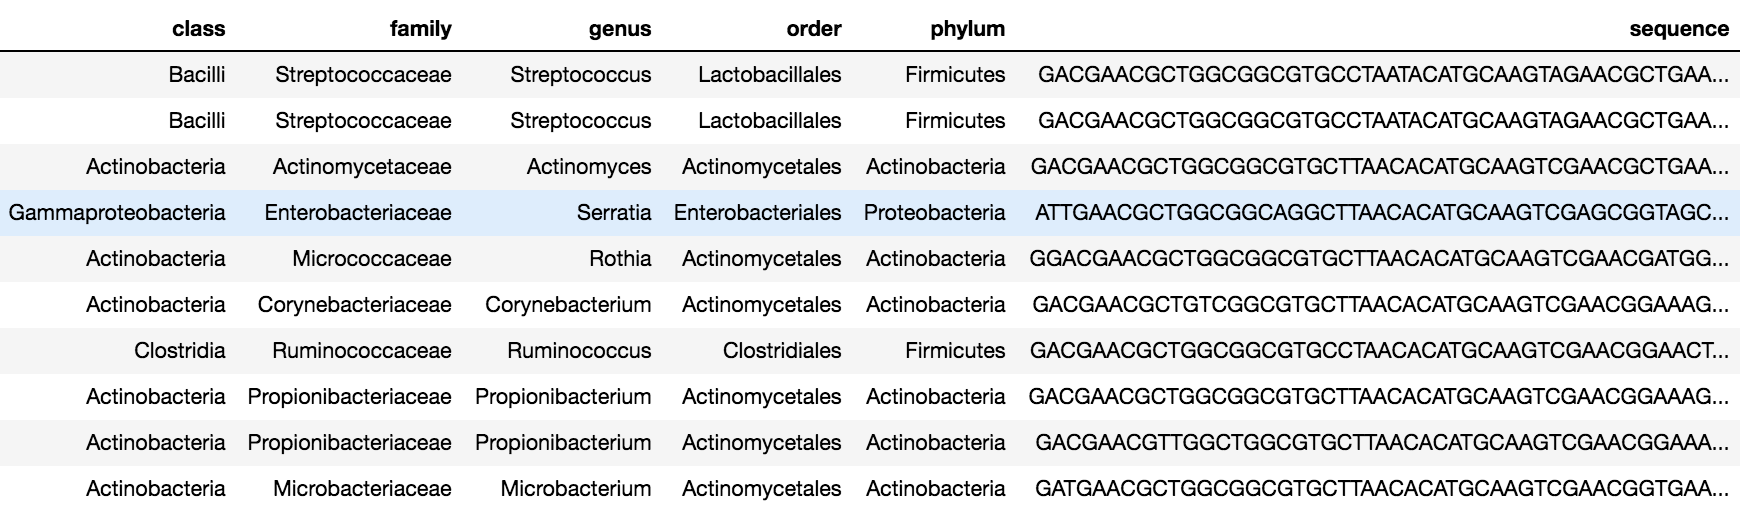 class family genus order phylum sequence
Bacilli Streptococcaceae Streptococcus Lactobacillales Firmicutes GACGAACGCTGGCGGCGTGCCTAATACATGCAAGTAGAACGCTGAA...
Bacilli Streptococcaceae Streptococcus Lactobacillales Firmicutes GACGAACGCTGGCGGCGTGCCTAATACATGCAAGTAGAACGCTGAA...
Actinobacteria Actinomycetaceae Actinomyces Actinomycetales Actinobacteria GACGAACGCTGGCGGCGTGCTTAACACATGCAAGTCGAACGCTGAA...
Gammaproteobacteria Enterobacteriaceae Serratia Enterobacteriales Proteobacteria ATTGAACGCTGGCGGCAGGCTTAACACATGCAAGTCGAGCGGTAGC...
Actinobacteria Micrococcaceae Rothia Actinomycetales Actinobacteria GGACGAACGCTGGCGGCGTGCTTAACACATGCAAGTCGAACGATGG...
Actinobacteria Corynebacteriaceae Corynebacterium Actinomycetales Actinobacteria GACGAACGCTGTCGGCGTGCTTAACACATGCAAGTCGAACGGAAAG...
Clostridia Ruminococcaceae Ruminococcus Clostridiales Firmicutes GACGAACGCTGGCGGCGTGCCTAACACATGCAAGTCGAACGGAACT...
Actinobacteria Propionibacteriaceae Propionibacterium Actinomycetales Actinobacteria GACGAACGCTGGCGGCGTGCTTAACACATGCAAGTCGAACGGAAAG...
Actinobacteria Propionibacteriaceae Propionibacterium Actinomycetales Actinobacteria GACGAACGTTGGCTGGCGTGCTTAACACATGCAAGTCGAACGGAAA...
Actinobacteria Microbacteriaceae Microbacterium Actinomycetales Actinobacteria GATGAACGCTGGCGGCGTGCTTAACACATGCAAGTCGAACGGTGAA...